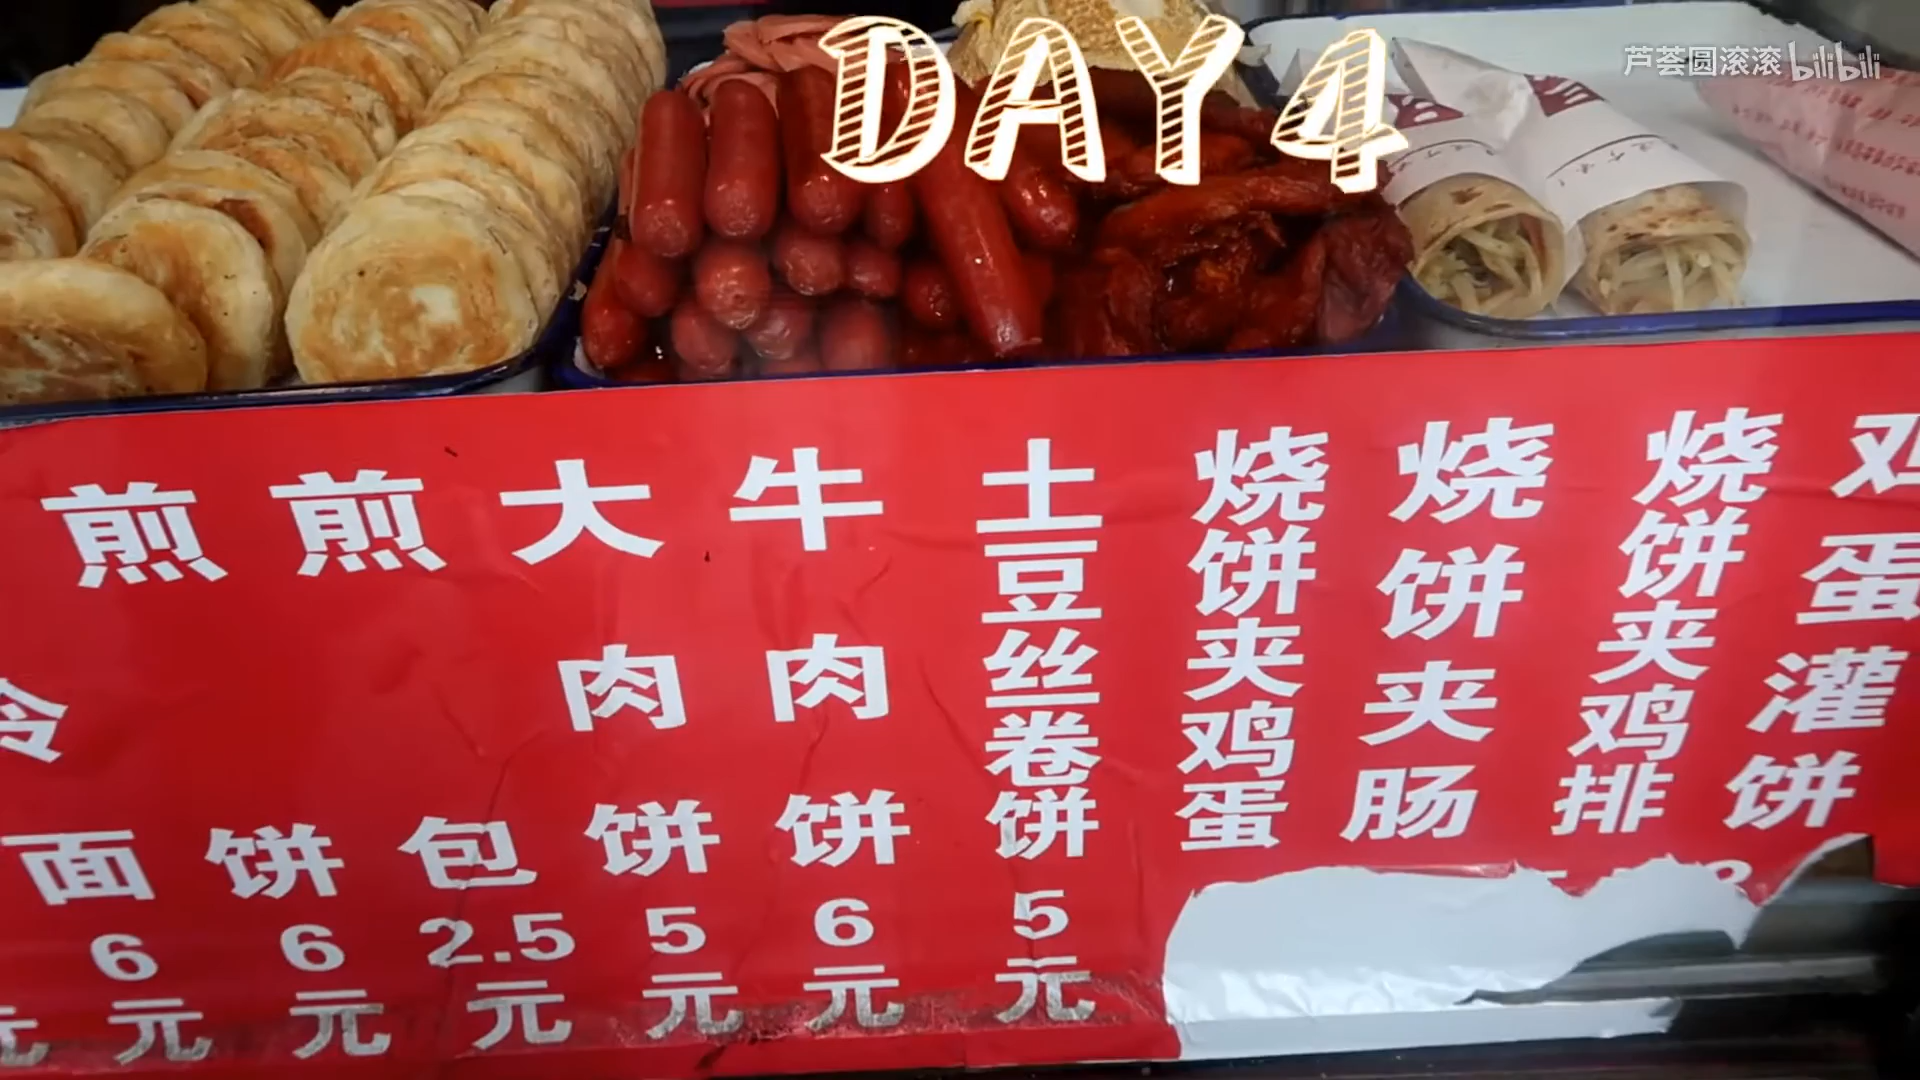 DAY4
芦荟圆滚滚 bilibili
冷面 6元
煎饼 6元
煎包 2.5元
大肉饼 5元
牛肉饼 6元
土豆丝卷饼 5元
烧饼夹鸡蛋
烧饼夹肠
烧饼夹鸡排
鸡蛋灌饼